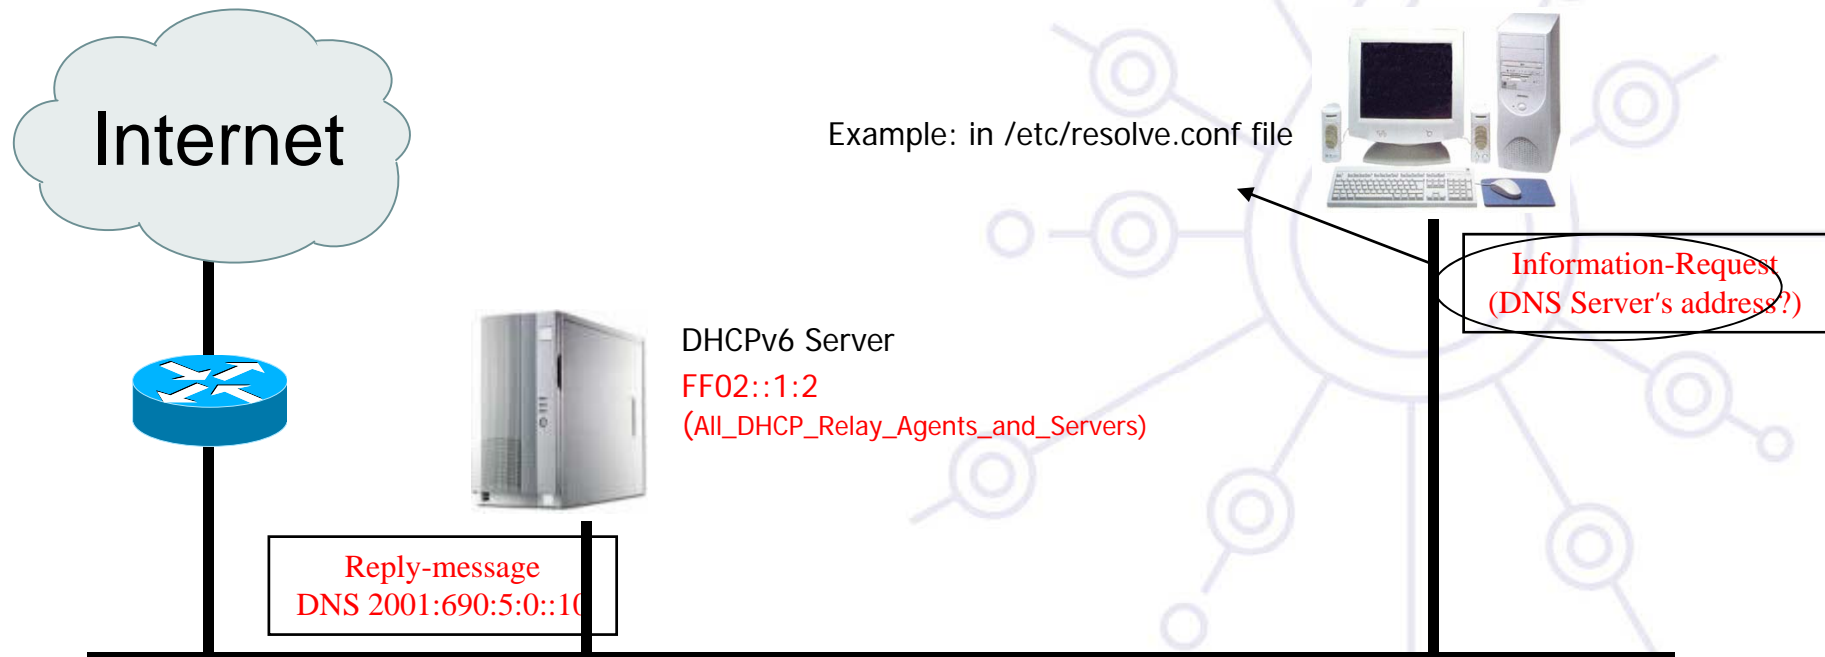 Internet
Example: in /etc/resolve.conf file
Information-Request
(DNS Server's address?)
DHCPv6 Server
FF02::1:2
(All_DHCP_Relay_Agents_and_Servers)
Reply-message
DNS 2001:690:5:0::10